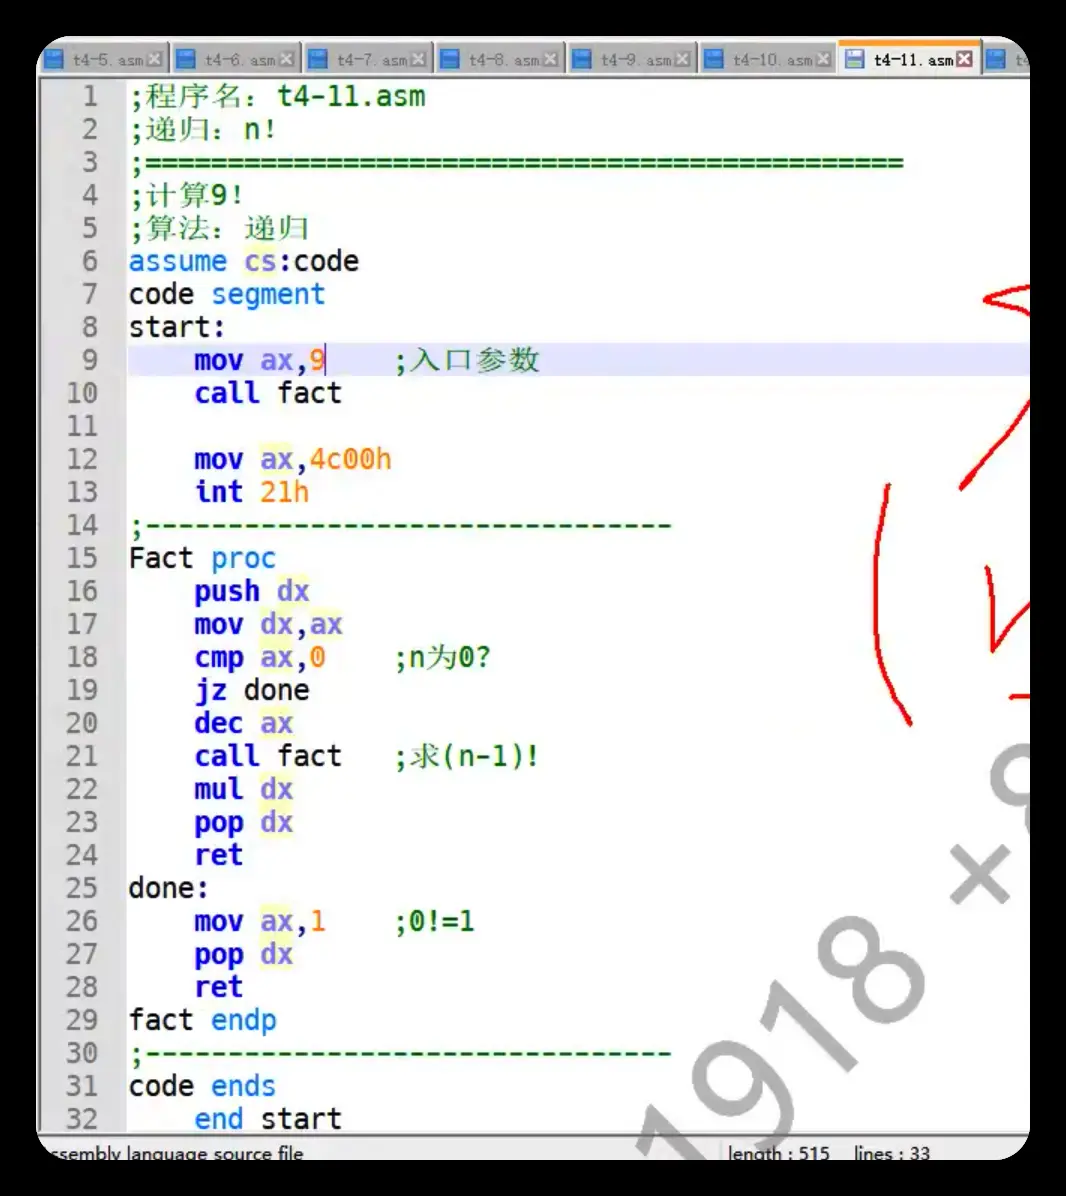 t4-5.asm t4-6.asm t4-7.asm t4-8.asm t4-9.asm t4-10.asm t4-11.asm
1 ;程序名：t4-11.asm
2 ;递归：n!
3 ;==============================================
4 ;计算9!
5 ;算法：递归
6 assume cs:code
7 code segment
8 start:
9     mov ax,9    ;入口参数
10     call fact
11
12     mov ax,4c00h
13     int 21h
14 ;--------------------------------
15 Fact proc
16     push dx
17     mov dx,ax
18     cmp ax,0    ;n为0?
19     jz done
20     dec ax
21     call fact   ;求(n-1)!
22     mul dx
23     pop dx
24     ret
25 done:
26     mov ax,1    ;0!=1
27     pop dx
28     ret
29 fact endp
30 ;--------------------------------
31 code ends
32     end start
ssembly language source file length : 515 lines : 33
1918